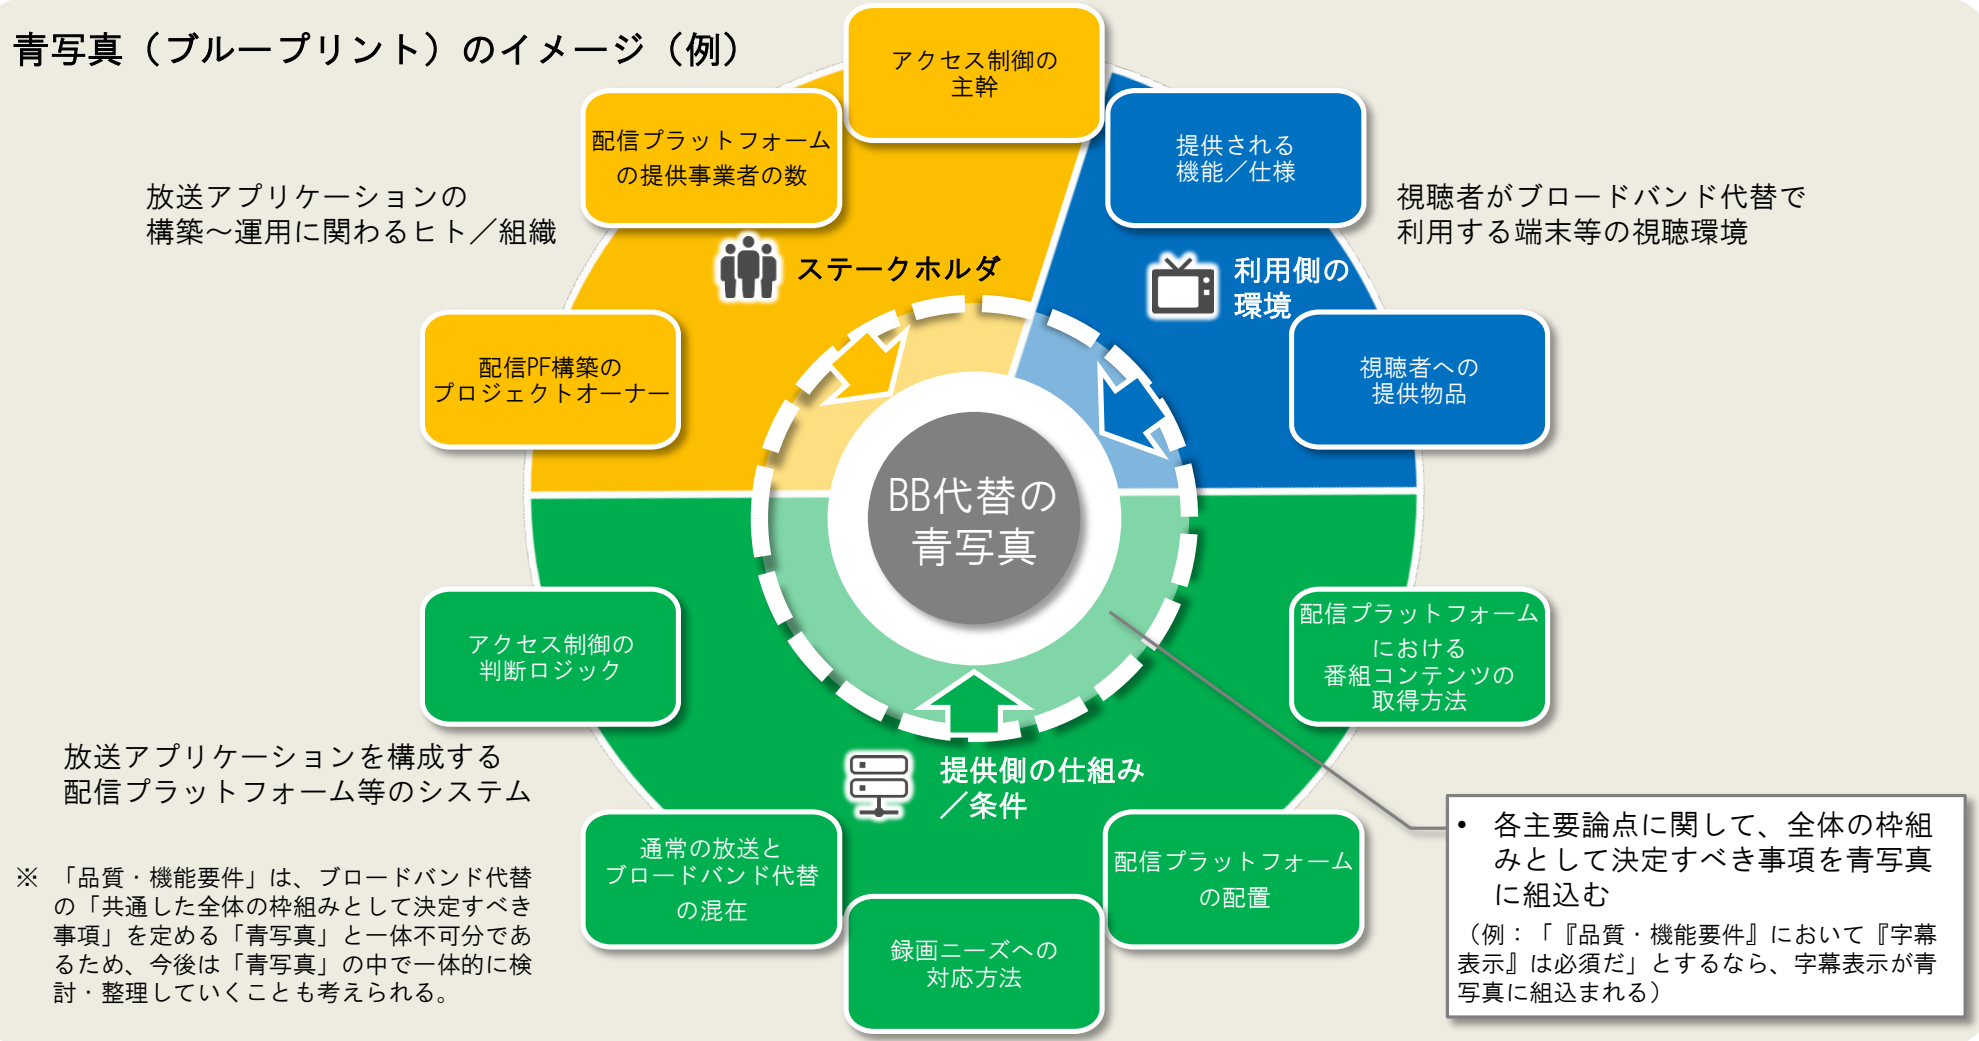 青写真（ブループリント）のイメージ（例）
アクセス制御の
主幹
配信プラットフォーム
の提供事業者の数
提供される
機能／仕様
放送アプリケーションの
構築～運用に関わるヒト／組織
視聴者がブロードバンド代替で
利用する端末等の視聴環境
ステークホルダ
利用側の
環境
配信PF構築の
プロジェクトオーナー
視聴者への
提供物品
BB代替の
青写真
アクセス制御の
判断ロジック
配信プラットフォーム
における
番組コンテンツの
取得方法
放送アプリケーションを構成する
配信プラットフォーム等のシステム
提供側の仕組み
／条件
通常の放送と
ブロードバンド代替
の混在
配信プラットフォーム
の配置
録画ニーズへの
対応方法
• 各主要論点に関して、全体の枠組
みとして決定すべき事項を青写真
に組込む
（例：「『品質・機能要件』において『字幕
表示』は必須だ」とするなら、字幕表示が青
写真に組込まれる）
※ 「品質・機能要件」は、ブロードバンド代替
の「共通した全体の枠組みとして決定すべき
事項」を定める「青写真」と一体不可分であ
るため、今後は「青写真」の中で一体的に検
討・整理していくことも考えられる。